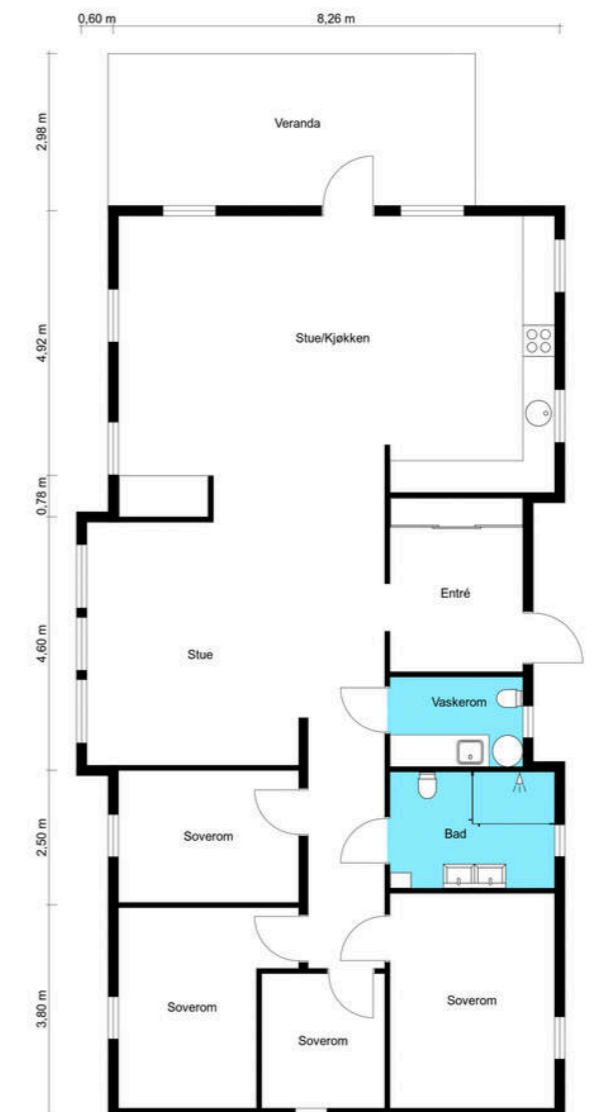 0,60 m
8,26 m
2,98 m
Veranda
4,92 m
Stue/Kjøkken
0,78 m
4,60 m
Entré
Stue
Vaskerom
2,50 m
Soverom
Bad
3,80 m
Soverom
Soverom
Soverom